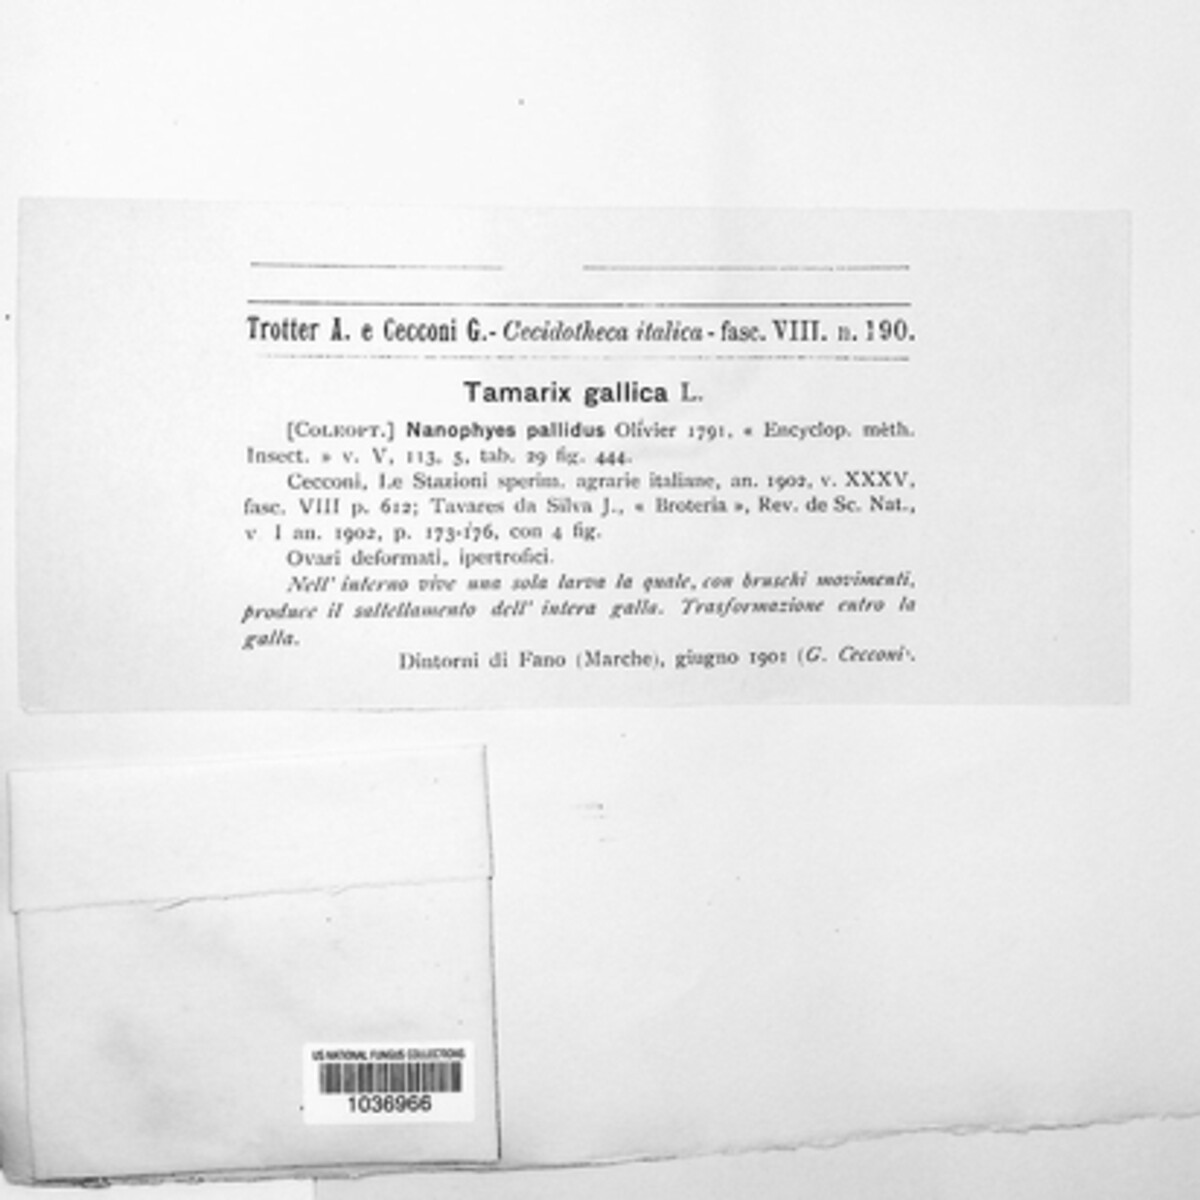 Trotter A. e Cecconi G.- Cecidotheca italica - fasc. VIII. n. 190.
Tamarix gallica L.
[COLEOPT.] Nanophyes pallidus Olivier 1791, « Encyclop. mèth.
Insect. » v. V, 113, 5, tab. 29 fig. 444.
Cecconi, Le Stazioni sperim. agrarie italiane, an. 1902, v. XXXV,
fasc. VIII p. 612; Tavares da Silva J., « Broteria », Rev. de Sc. Nat.,
v I an. 1902, p. 173-176, con 4 fig.
Ovari deformati, ipertrofici.
Nell' interno vive una sola larva la quale, con bruschi movimenti,
produce il saltellamento dell' intera galla. Trasformazione entro la
galla.
Dintorni di Fano (Marche), giugno 1901 (G. Cecconi).
US NATIONAL FUNGUS COLLECTIONS
1036966